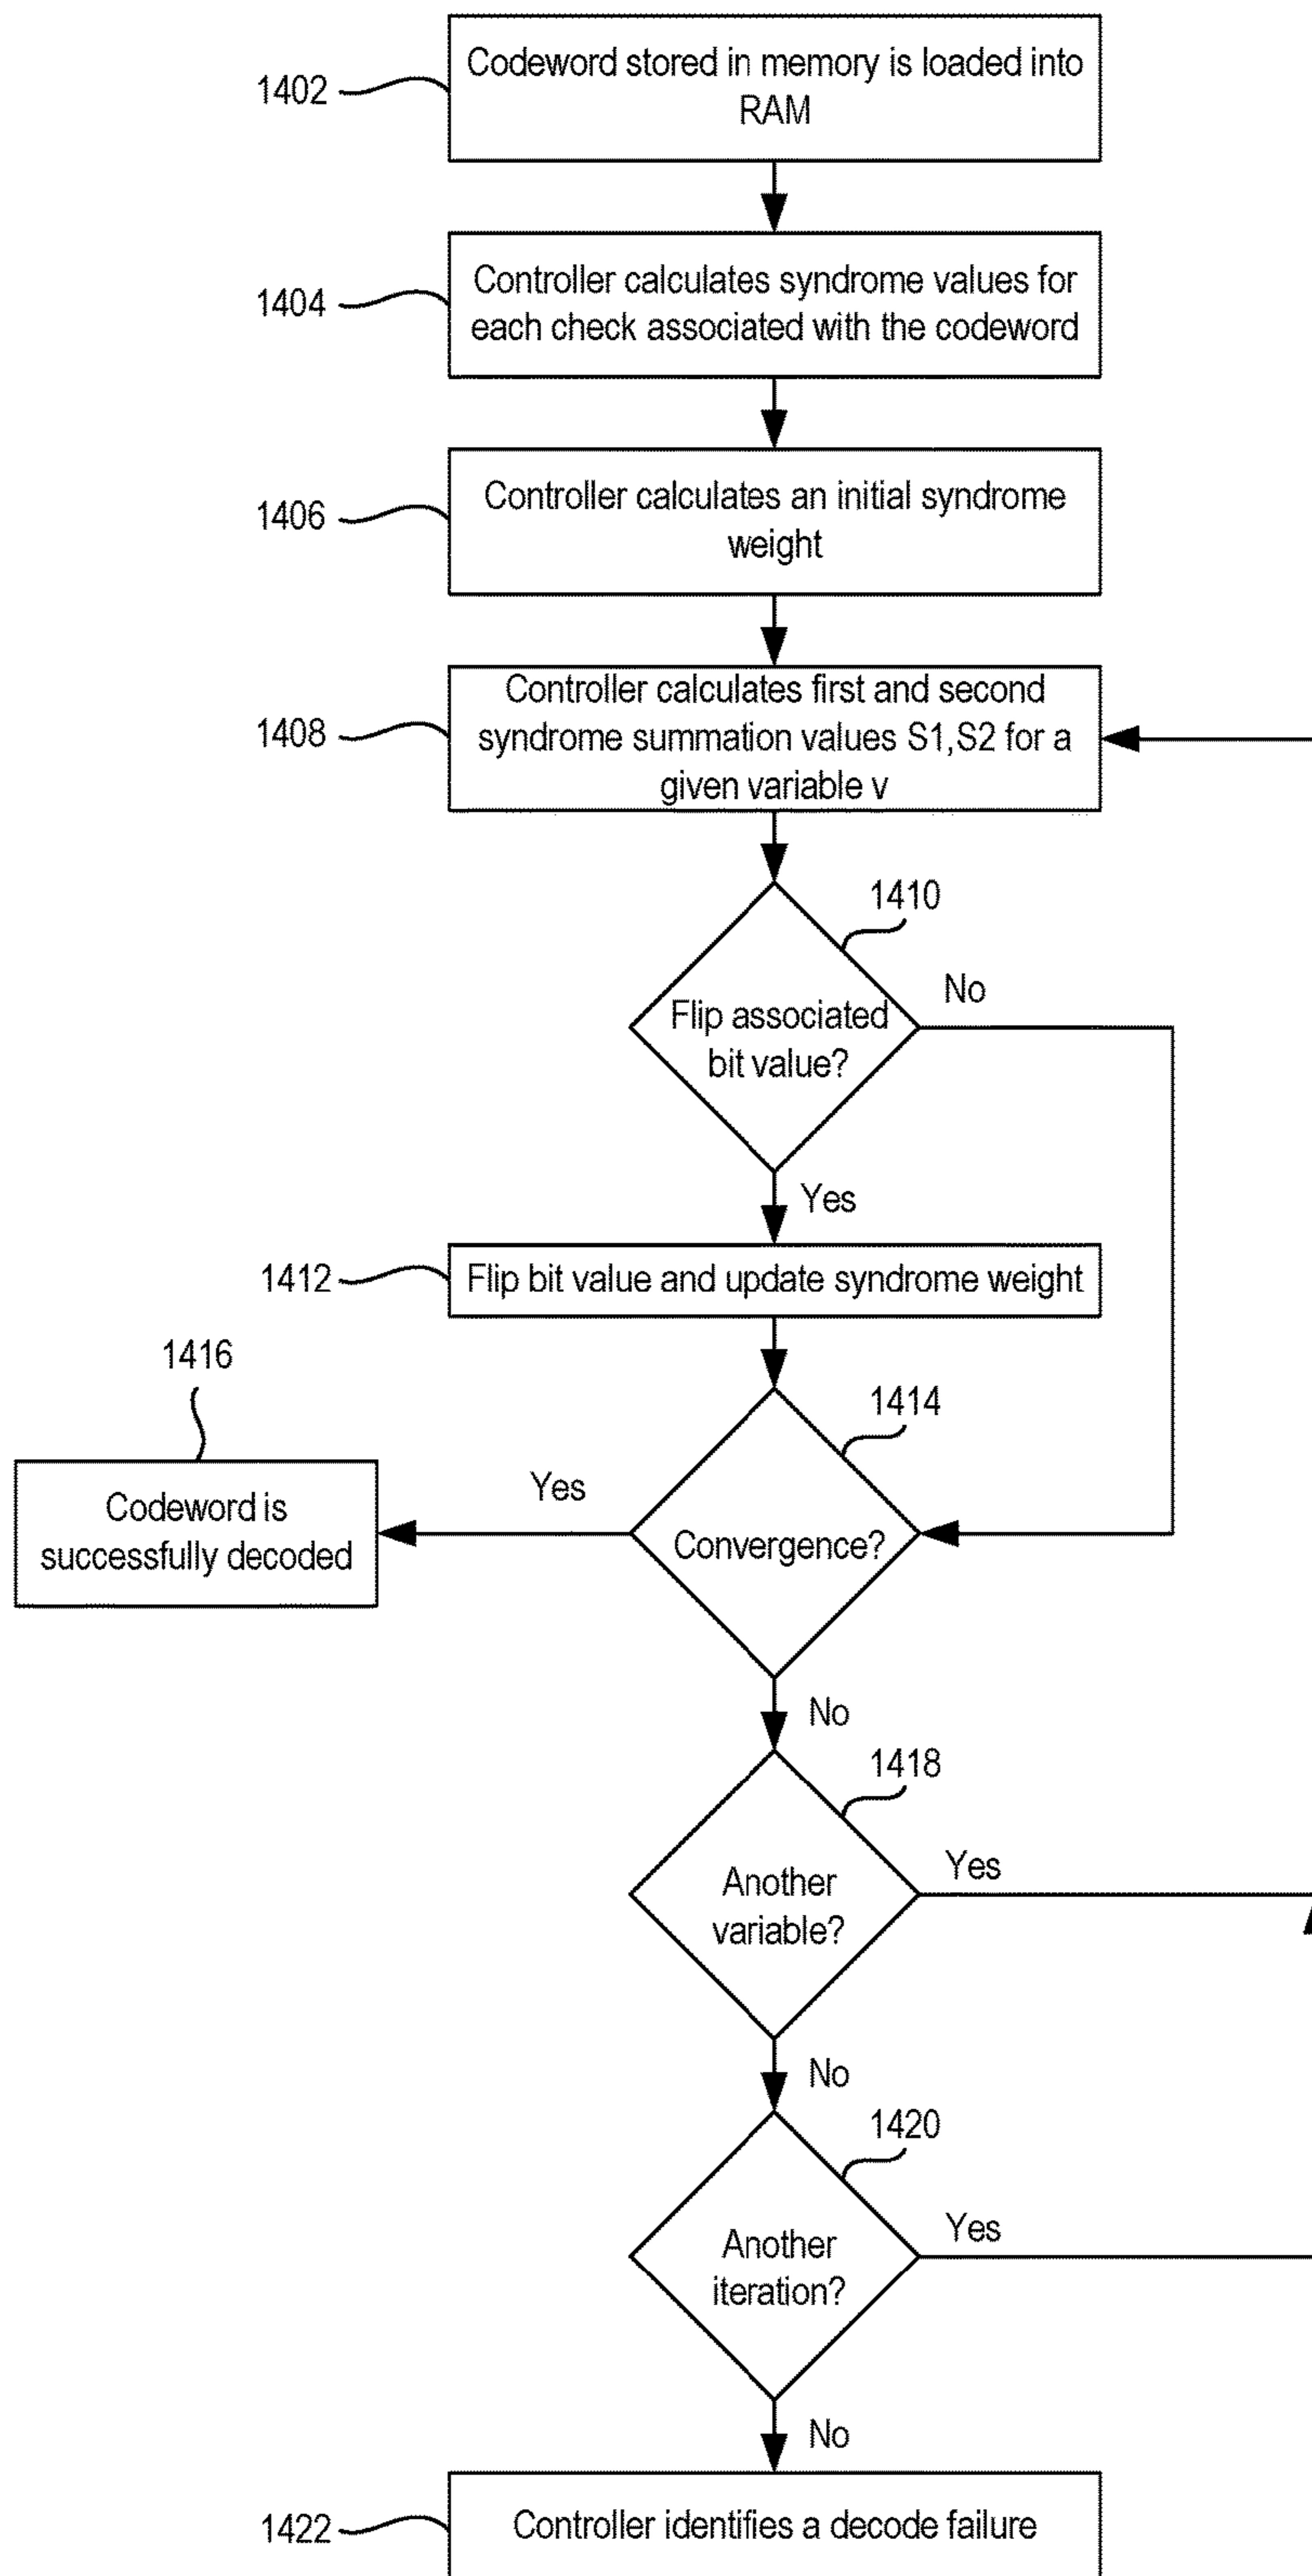 1402
Codeword stored in memory is loaded into
RAM
1404
Controller calculates syndrome values for
each check associated with the codeword
1406
Controller calculates an initial syndrome
weight
1408
Controller calculates first and second
syndrome summation values S1,S2 for a
given variable v
1410
Flip associated
bit value?
No
Yes
1412
Flip bit value and update syndrome weight
1416
Codeword is
successfully decoded
1414
Yes
Convergence?
No
1418
Another
variable?
Yes
No
1420
Another
iteration?
Yes
No
1422
Controller identifies a decode failure